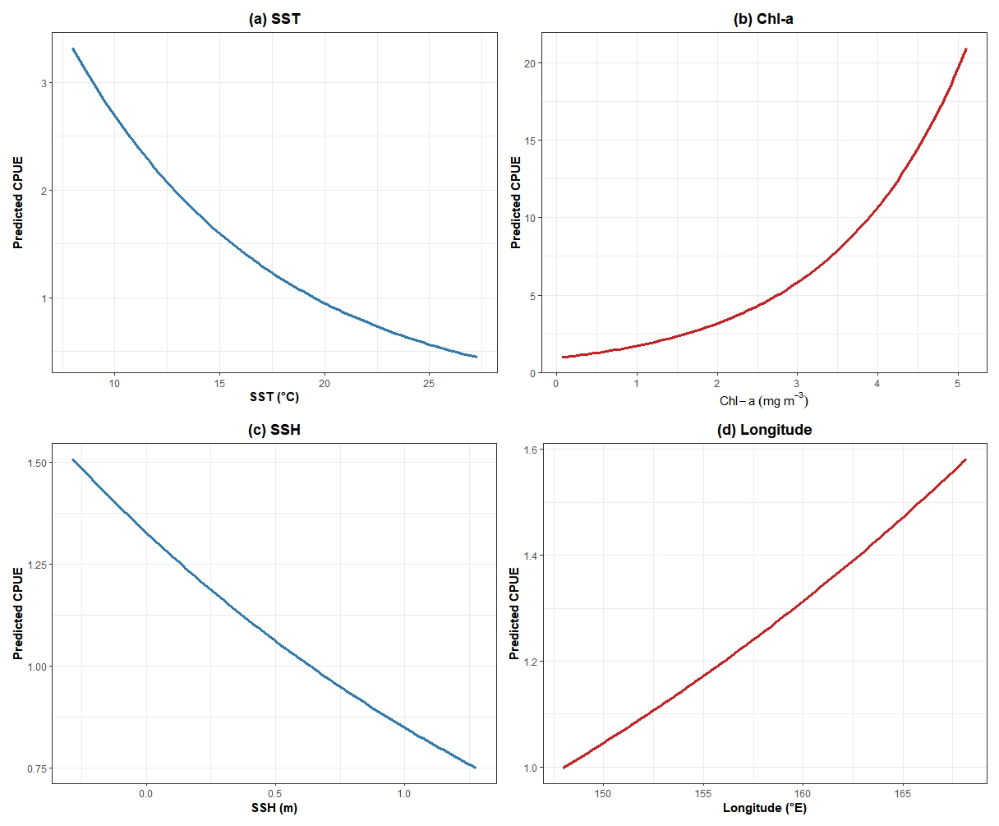 (a) SST
Predicted CPUE
3
2
1
10 15 20 25
SST (°C)
(b) Chl-a
Predicted CPUE
20
15
10
5
0
0 1 2 3 4 5
Chl−a (mg m⁻³)
(c) SSH
Predicted CPUE
1.50
1.25
1.00
0.75
0.0 0.5 1.0
SSH (m)
(d) Longitude
Predicted CPUE
1.6
1.4
1.2
1.0
150 155 160 165
Longitude (°E)